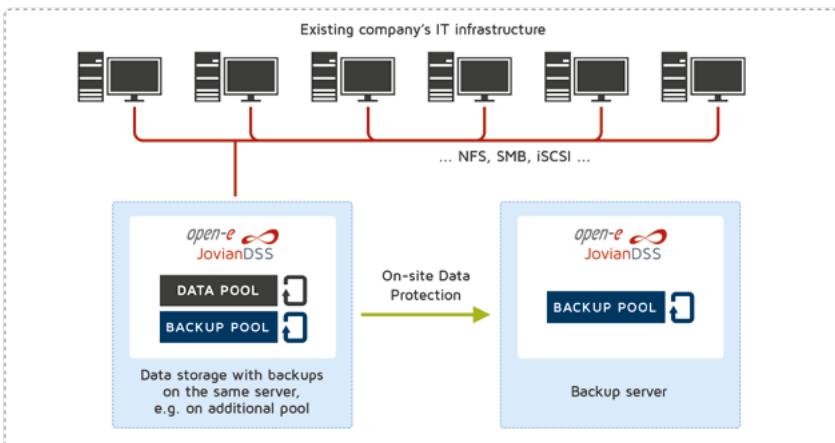 Existing company's IT infrastructure
... NFS, SMB, iSCSI ...
open-e
JovianDSS
DATA POOL
BACKUP POOL
Data storage with backups
on the same server,
e.g. on additional pool
On-site Data
Protection
open-e
JovianDSS
BACKUP POOL
Backup server